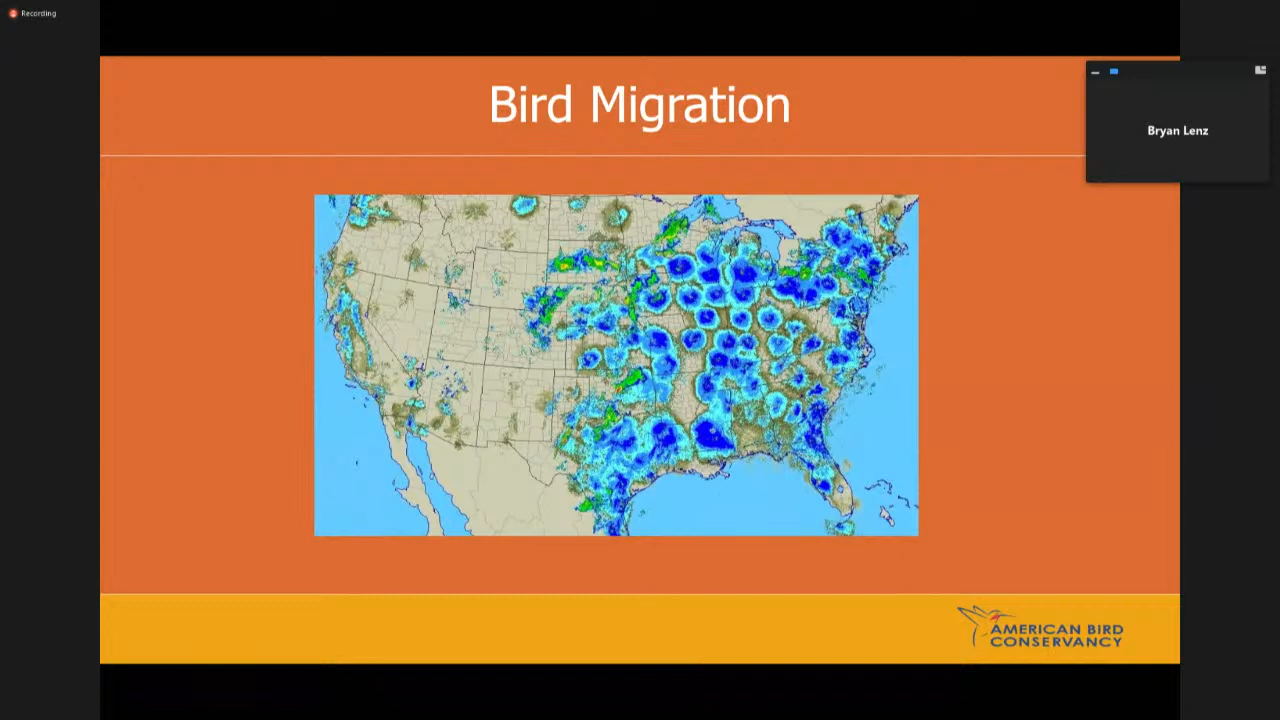 Recording
Bird Migration
Bryan Lenz
AMERICAN BIRD
CONSERVANCY